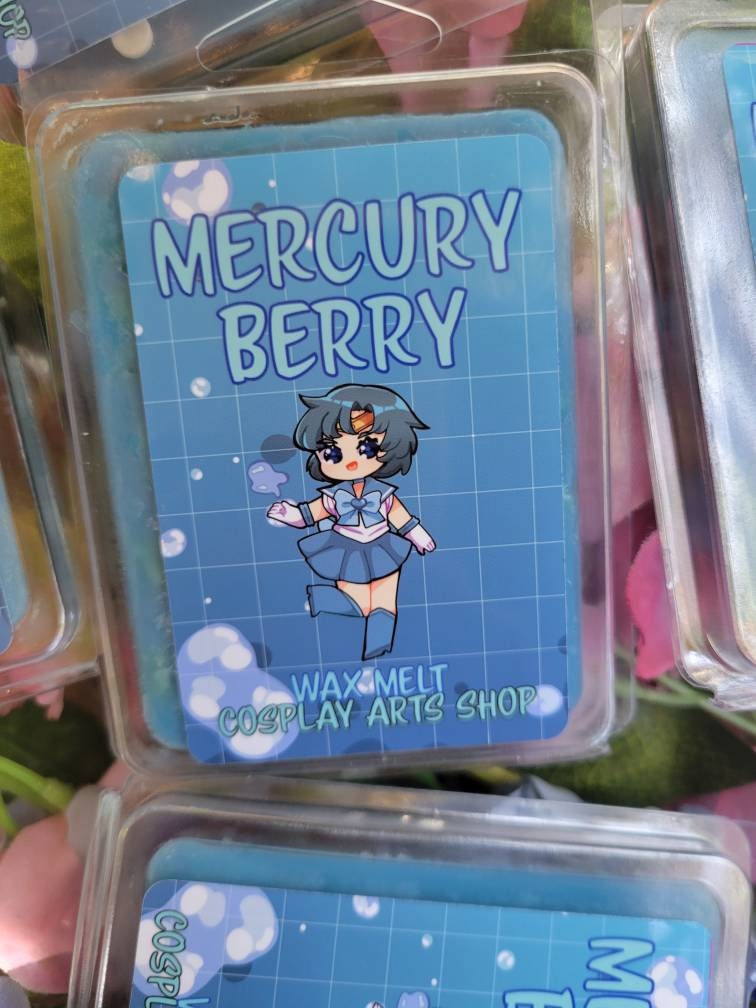 MERCURY
BERRY
WAX MELT
COSPLAY ARTS SHOP